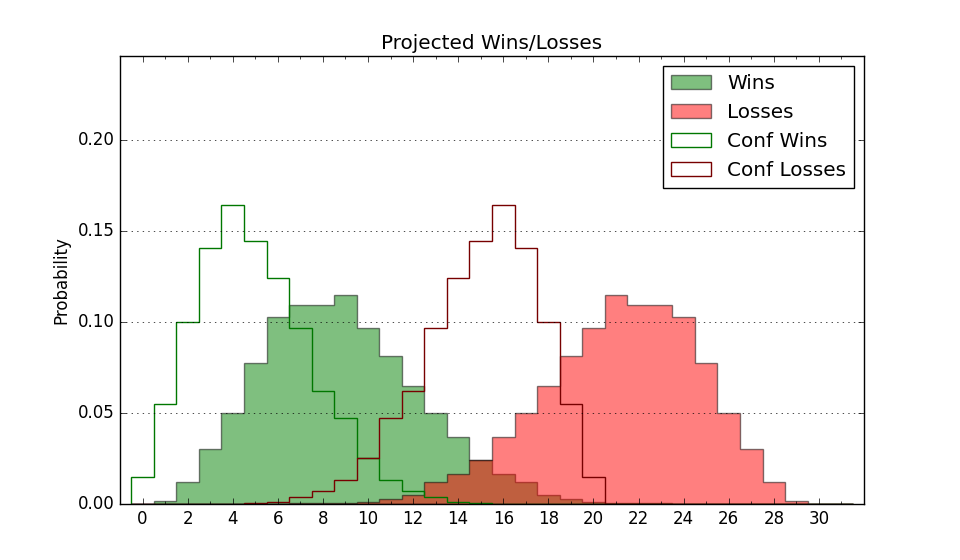 Projected Wins/Losses
Wins
Losses
Conf Wins
Conf Losses
Probability
0.20
0.15
0.10
0.05
0.00
0 2 4 6 8 10 12 14 16 18 20 22 24 26 28 30